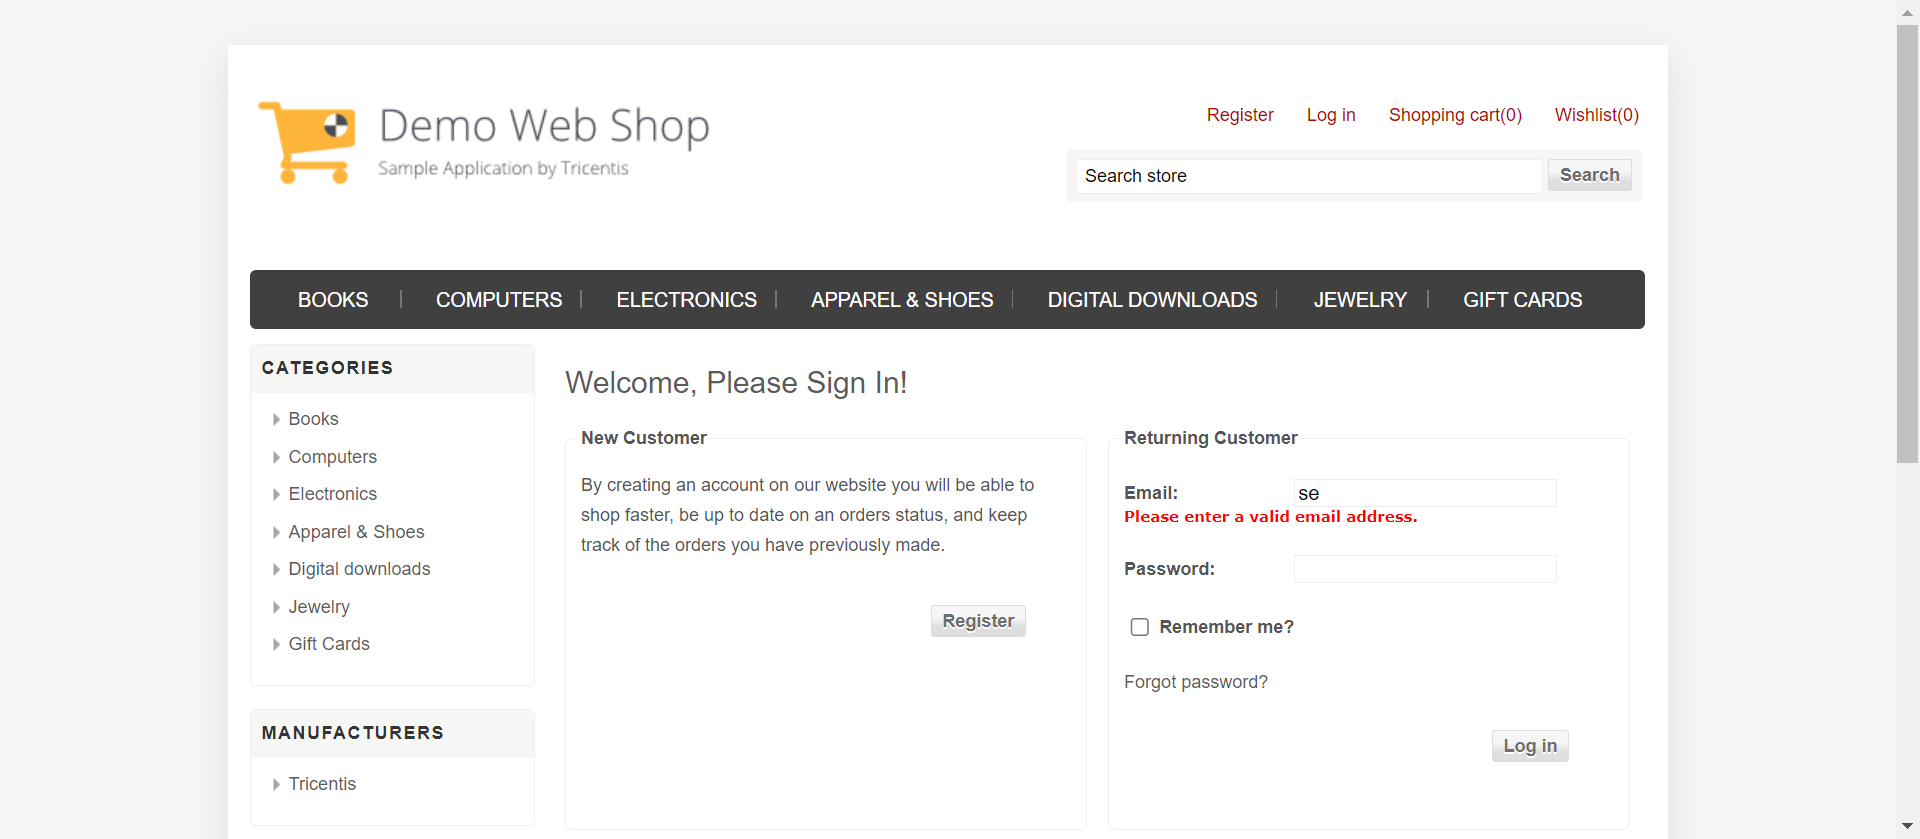 Demo Web Shop
Sample Application by Tricentis
Register Log in Shopping cart(0) Wishlist(0)
Search store Search
BOOKS COMPUTERS ELECTRONICS APPAREL & SHOES DIGITAL DOWNLOADS JEWELRY GIFT CARDS
CATEGORIES
Books
Computers
Electronics
Apparel & Shoes
Digital downloads
Jewelry
Gift Cards
MANUFACTURERS
Tricentis
Welcome, Please Sign In!
New Customer
By creating an account on our website you will be able to
shop faster, be up to date on an orders status, and keep
track of the orders you have previously made.
Register
Returning Customer
Email: se
Please enter a valid email address.
Password:
Remember me?
Forgot password?
Log in